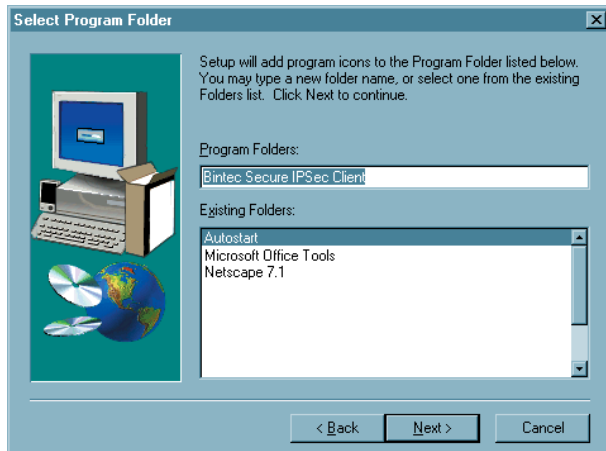 Select Program Folder
Setup will add program icons to the Program Folder listed below.
You may type a new folder name, or select one from the existing
Folders list.  Click Next to continue.
Program Folders:
Bintec Secure IPSec Client
Existing Folders:
Autostart
Microsoft Office Tools
Netscape 7.1
< Back
Next >
Cancel